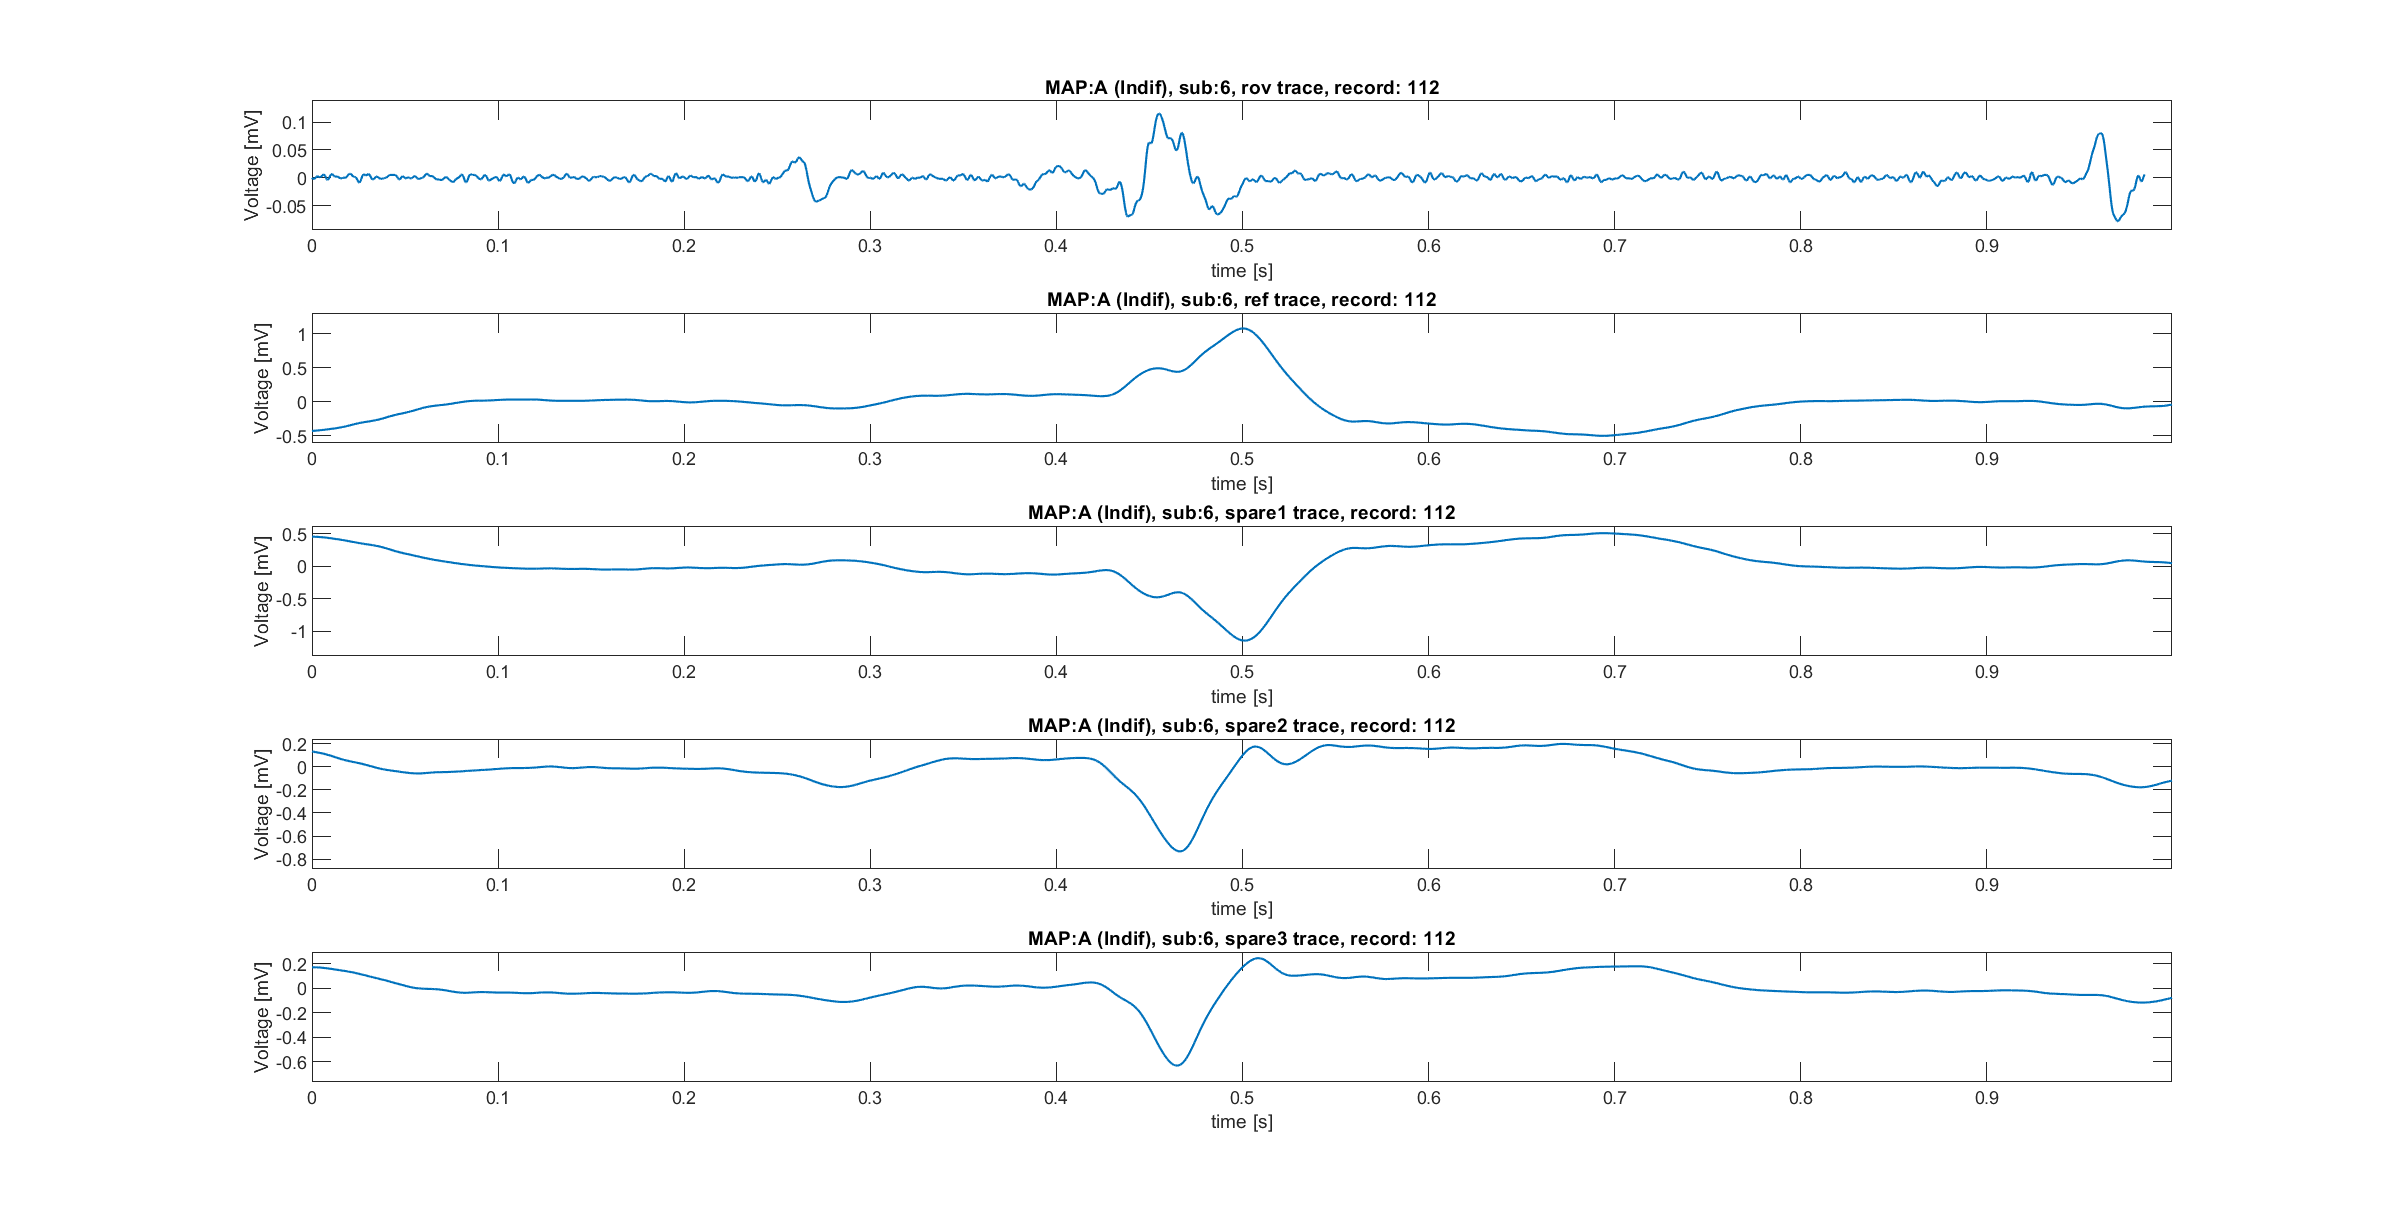 MAP:A (Indif), sub:6, rov trace, record: 112
Voltage [mV]
0.1
0.05
0
-0.05
0 0.1 0.2 0.3 0.4 0.5 0.6 0.7 0.8 0.9
time [s]
MAP:A (Indif), sub:6, ref trace, record: 112
Voltage [mV]
1
0.5
0
-0.5
0 0.1 0.2 0.3 0.4 0.5 0.6 0.7 0.8 0.9
time [s]
MAP:A (Indif), sub:6, spare1 trace, record: 112
Voltage [mV]
0.5
0
-0.5
-1
0 0.1 0.2 0.3 0.4 0.5 0.6 0.7 0.8 0.9
time [s]
MAP:A (Indif), sub:6, spare2 trace, record: 112
Voltage [mV]
0.2
0
-0.2
-0.4
-0.6
-0.8
0 0.1 0.2 0.3 0.4 0.5 0.6 0.7 0.8 0.9
time [s]
MAP:A (Indif), sub:6, spare3 trace, record: 112
Voltage [mV]
0.2
0
-0.2
-0.4
-0.6
0 0.1 0.2 0.3 0.4 0.5 0.6 0.7 0.8 0.9
time [s]